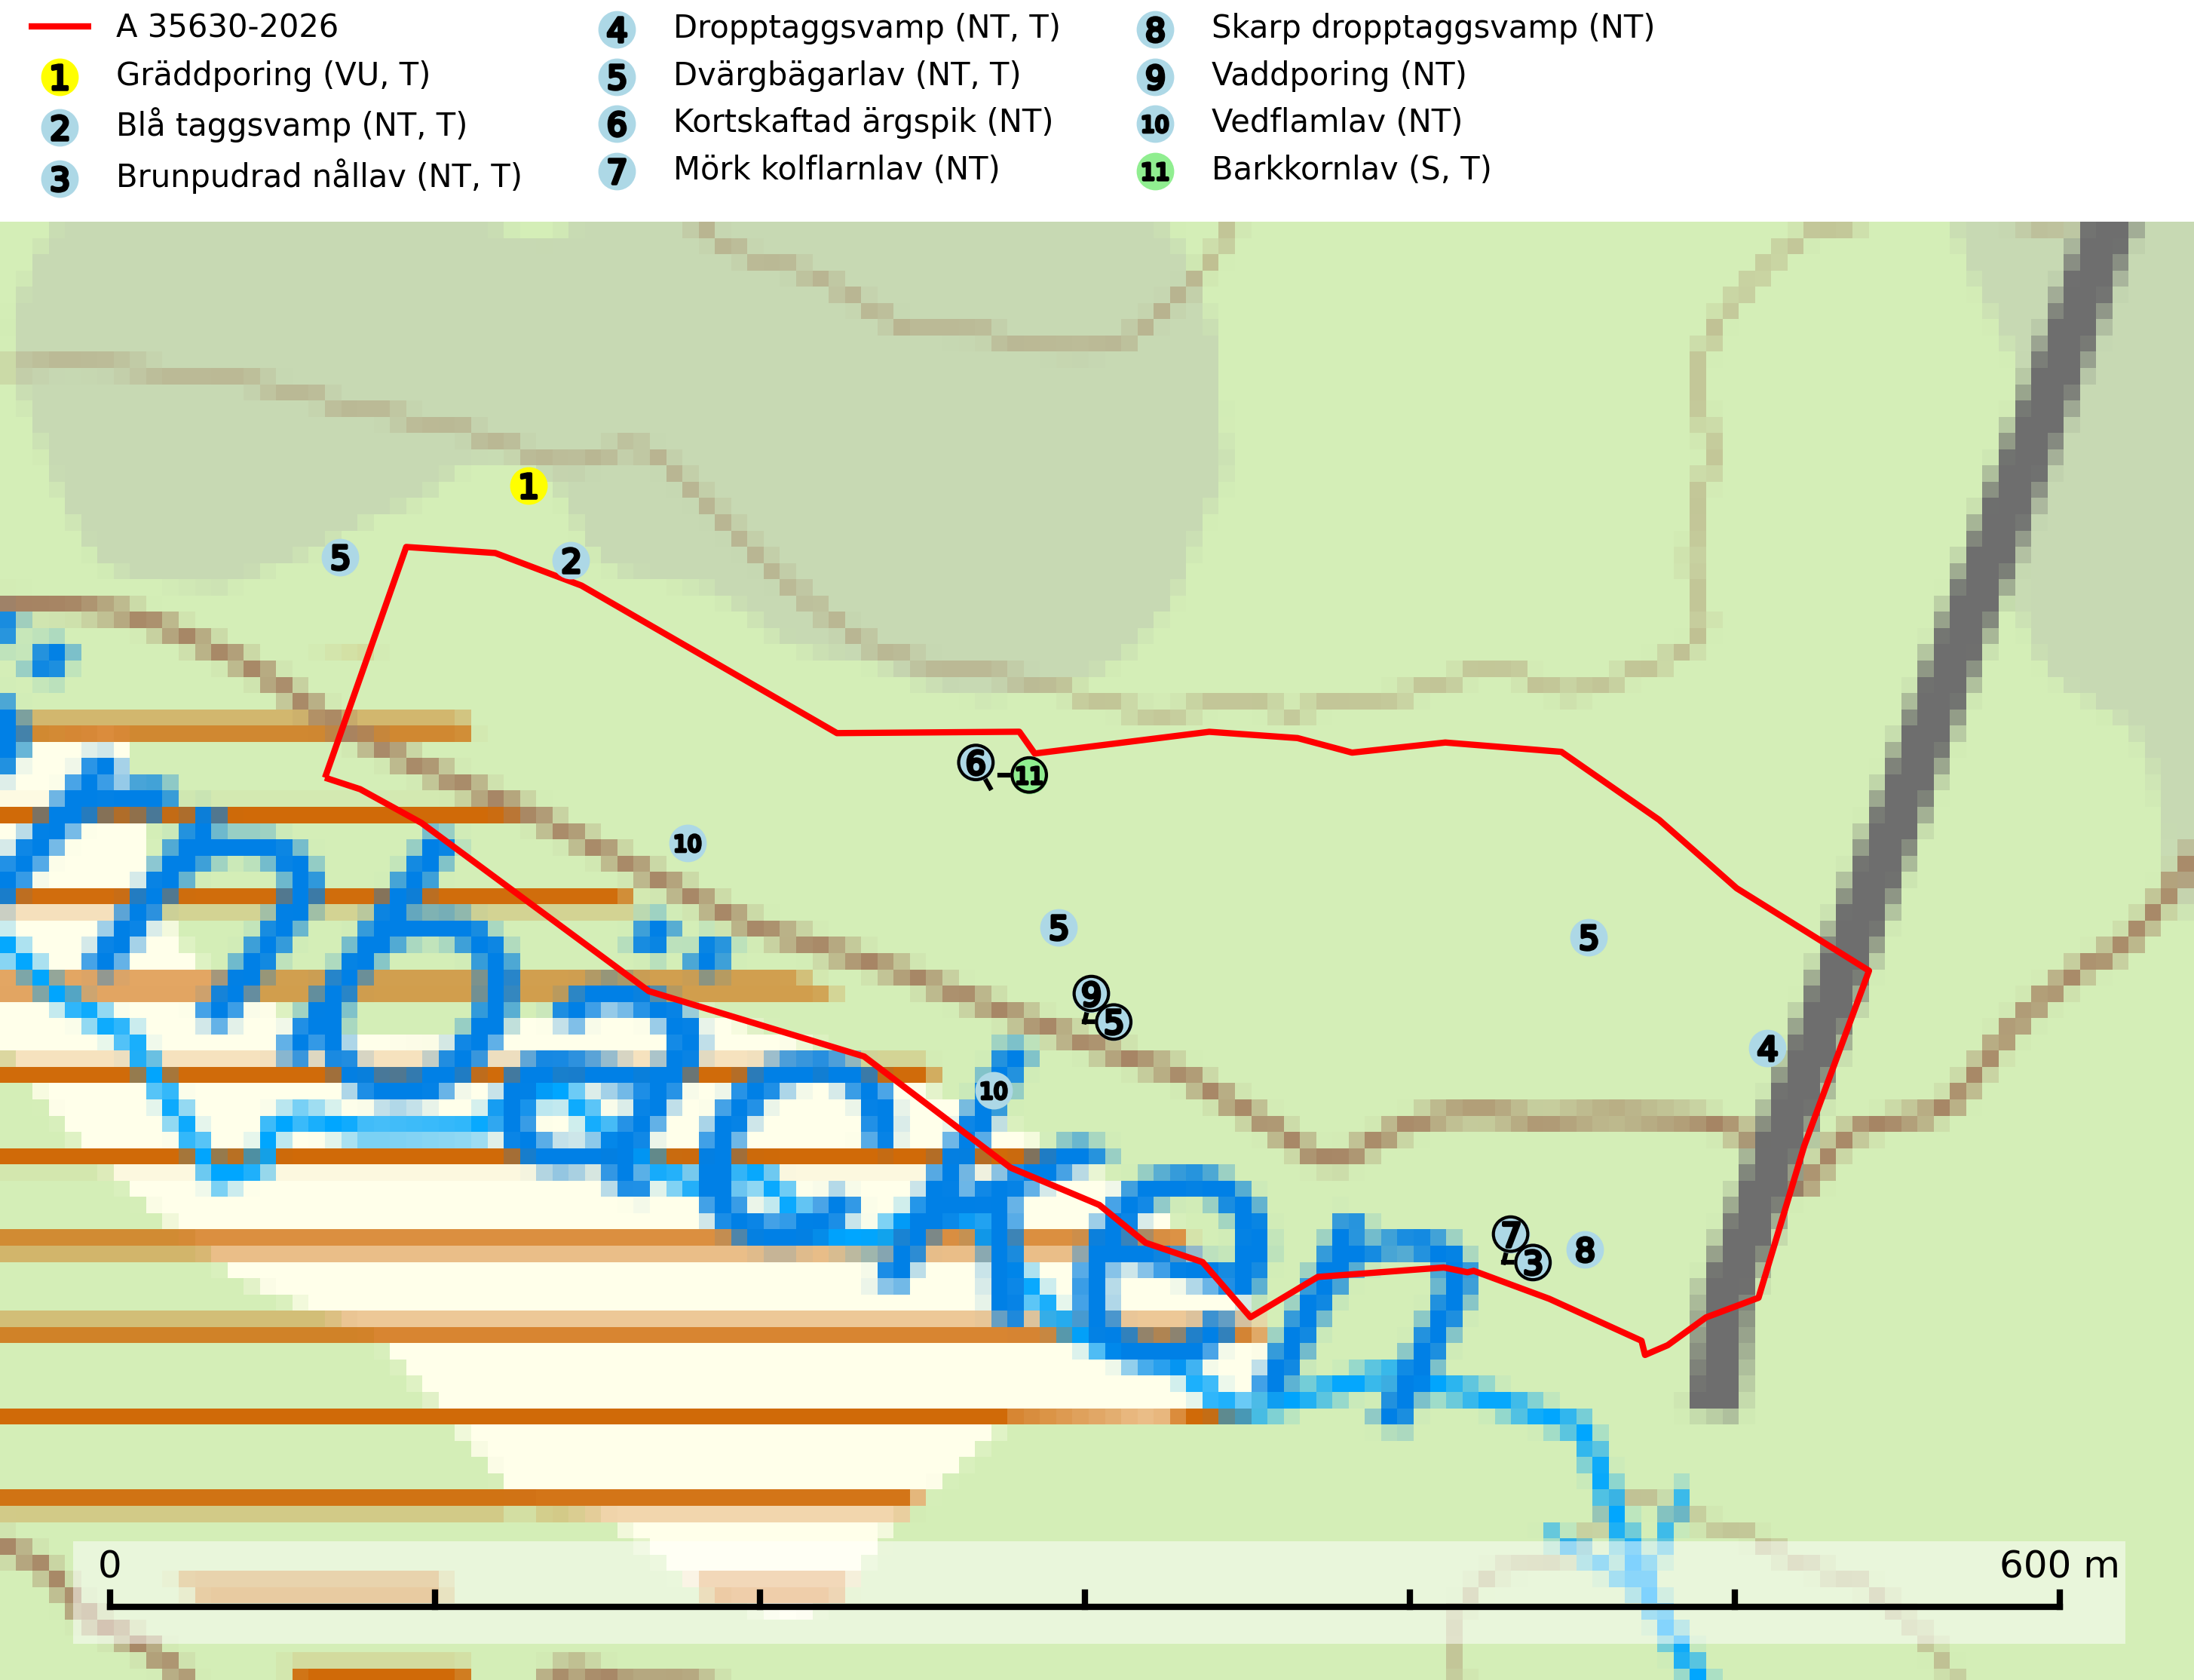 A 35630-2026
1 Gräddporing (VU, T)
2 Blå taggsvamp (NT, T)
3 Brunpudrad nållav (NT, T)
4 Dropptaggsvamp (NT, T)
5 Dvärgbägarlav (NT, T)
6 Kortskaftad ärgspik (NT)
7 Mörk kolflarnlav (NT)
8 Skarp dropptaggsvamp (NT)
9 Vaddporing (NT)
10 Vedflamlav (NT)
11 Barkkornlav (S, T)
1
5
2
6
11
10
5
5
9
5
4
10
7
3
8
0
600 m